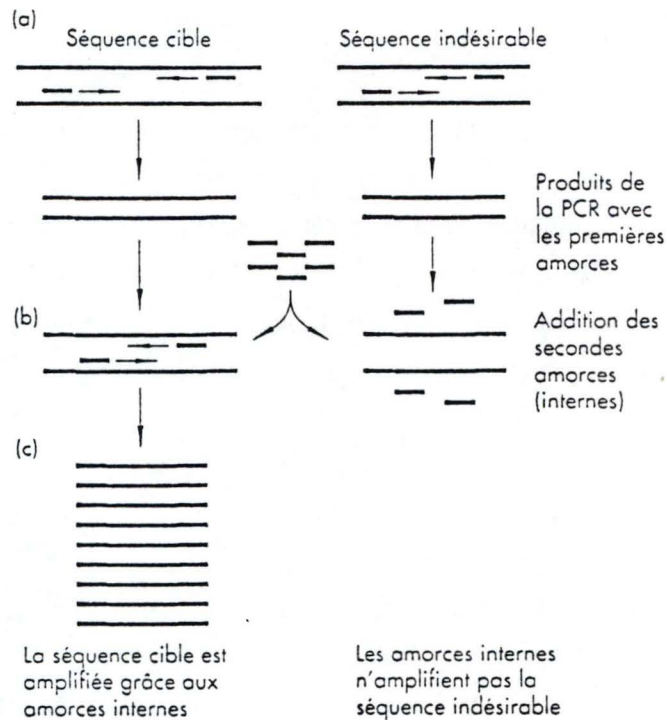 (a)
Séquence cible
Séquence indésirable
Produits de
la PCR avec
les premières
amorces
(b)
Addition des
secondes
amorces
(internes)
(c)
La séquence cible est
amplifiée grâce aux
amorces internes
Les amorces internes
n'amplifient pas la
séquence indésirable